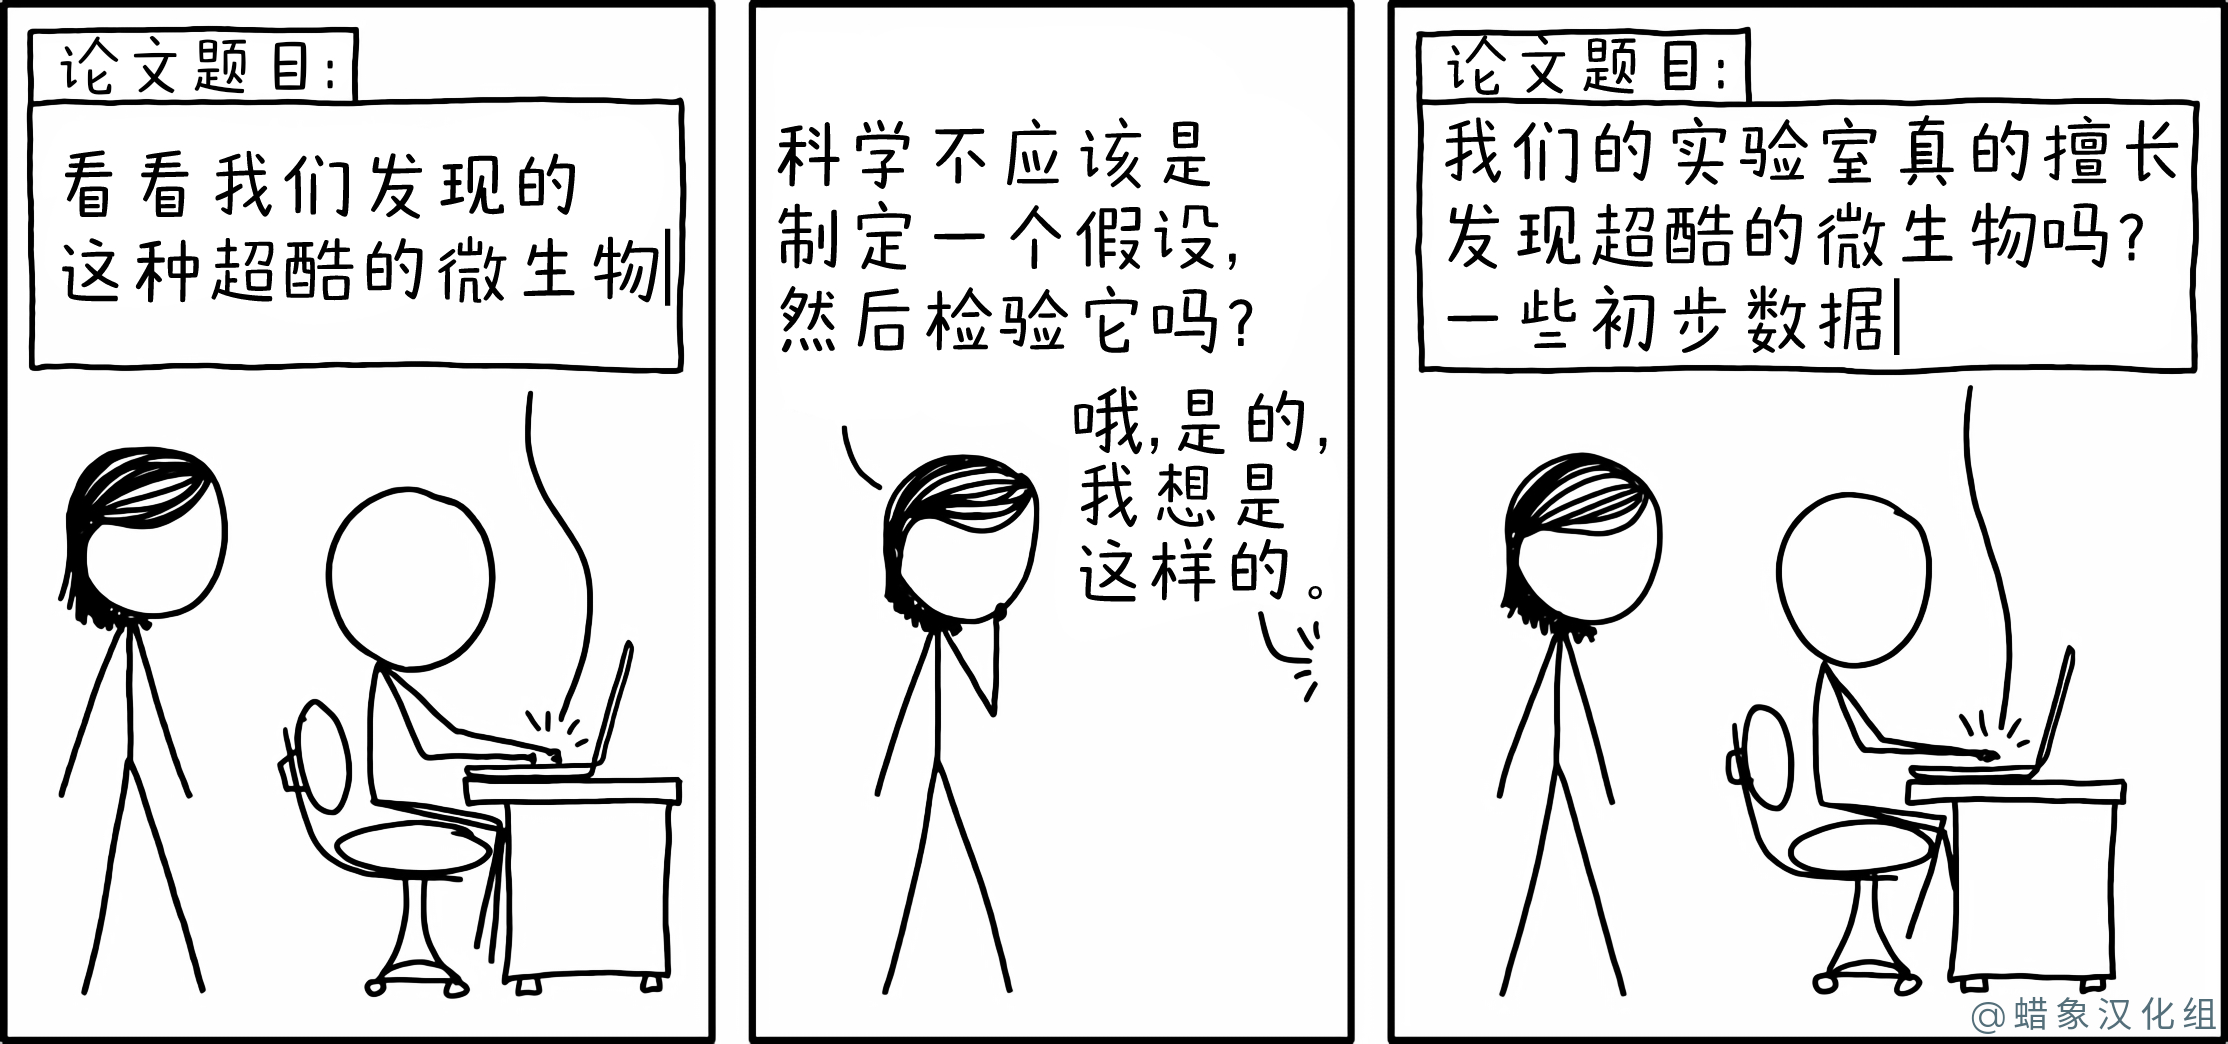 论文题目:
看看我们发现的
这种超酷的微生物
科学不应该是
制定一个假设,
然后检验它吗?
哦,是的,
我想是
这样的。
论文题目:
我们的实验室真的擅长
发现超酷的微生物吗?
一些初步数据
@蜡象汉化组